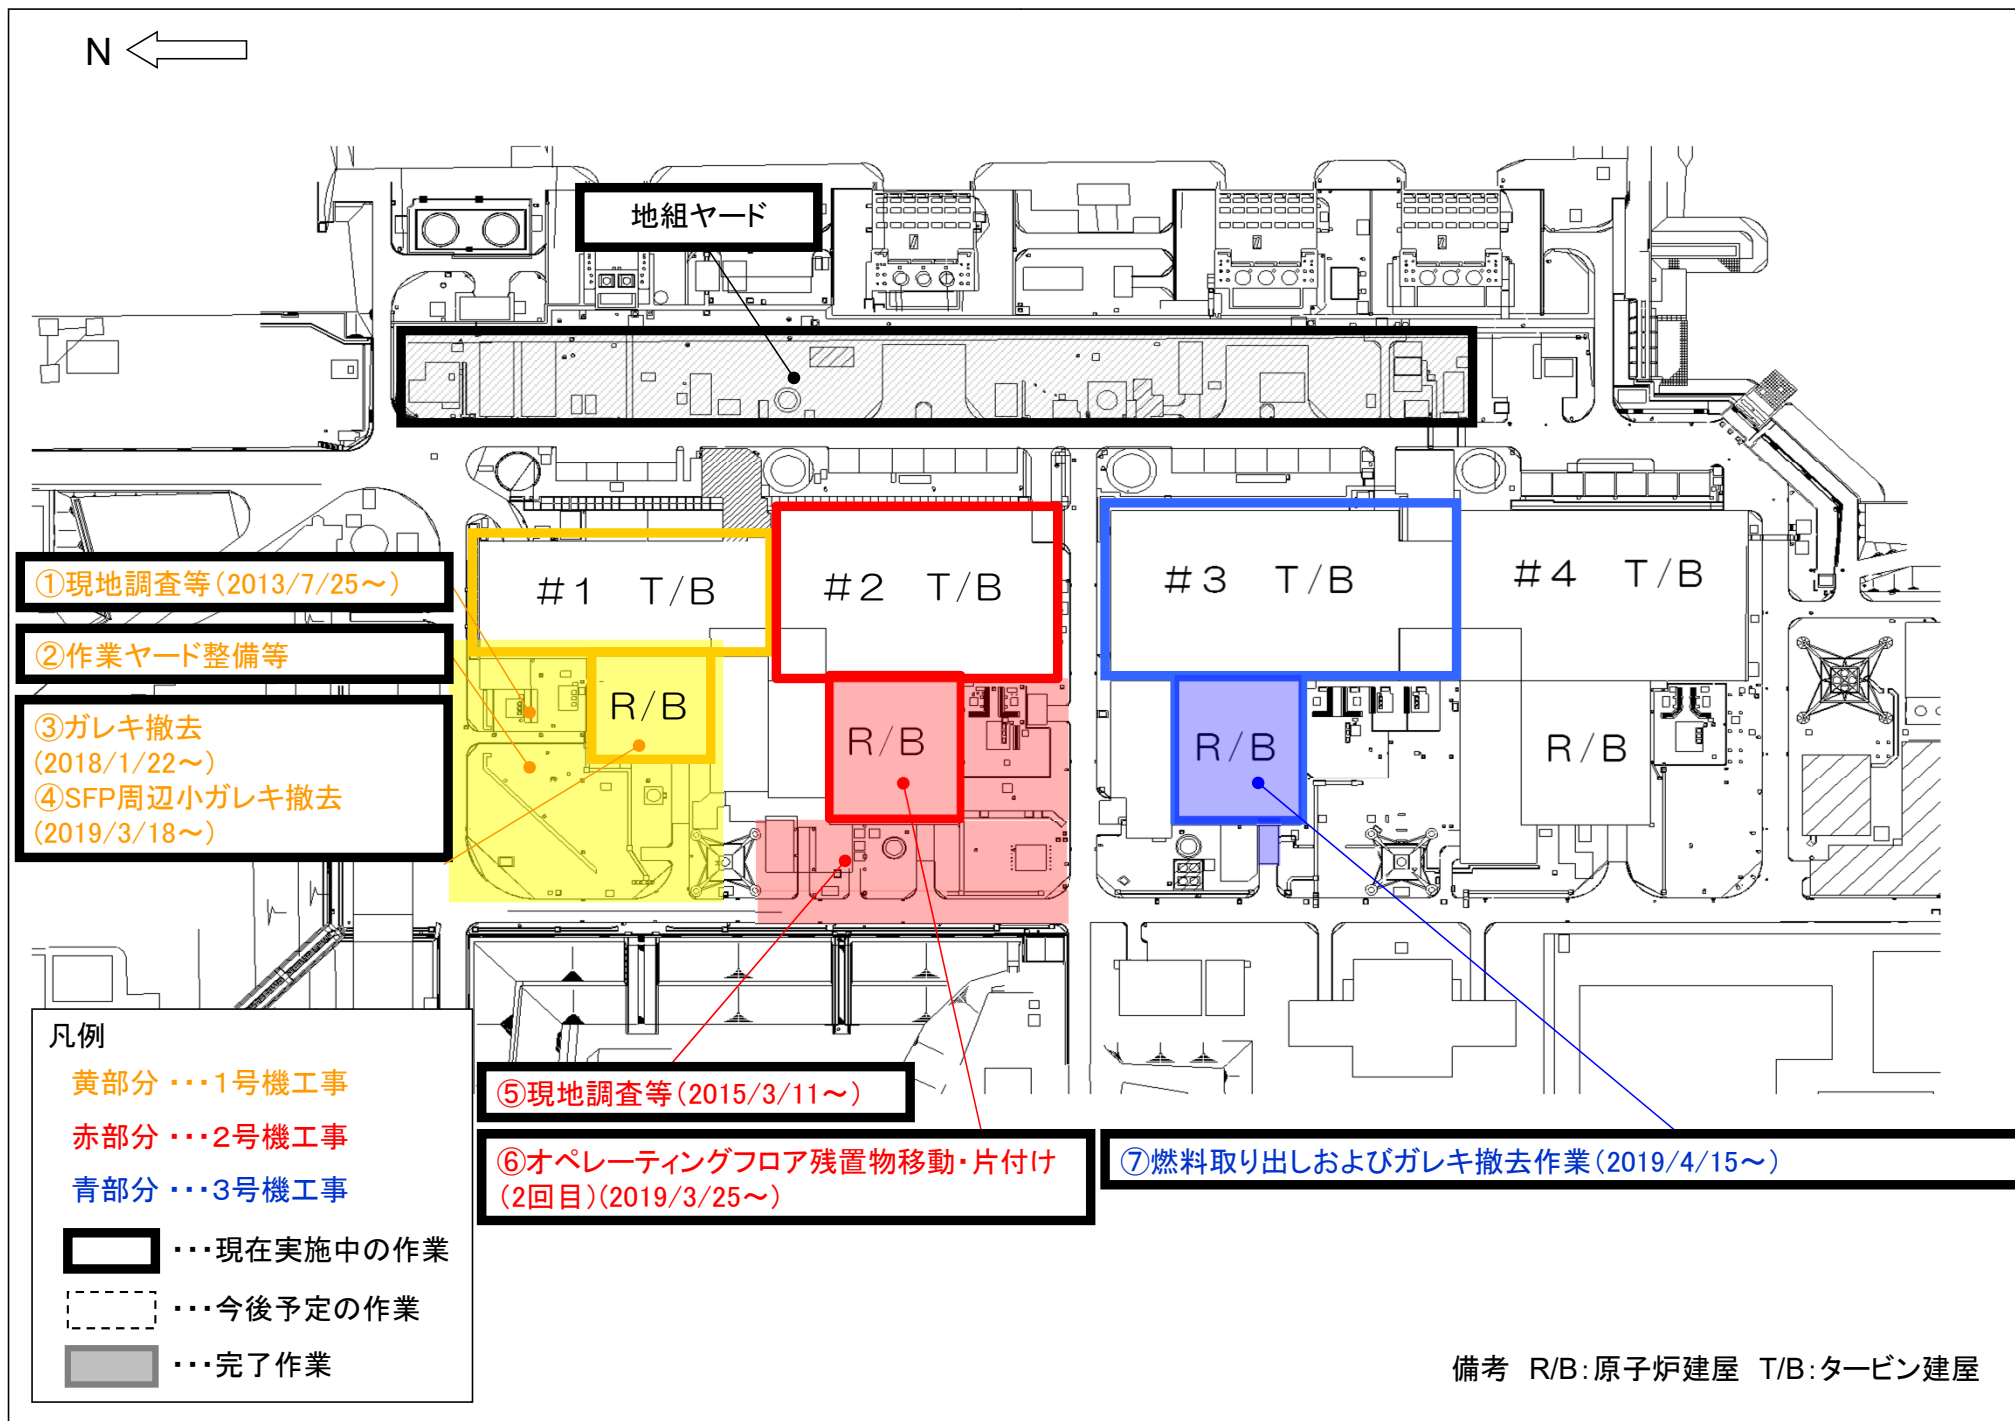 N
地組ヤード
#1 T/B
#2 T/B
#3 T/B
#4 T/B
①現地調査等(2013/7/25～)
②作業ヤード整備等
③ガレキ撤去
(2018/1/22～)
④SFP周辺小ガレキ撤去
(2019/3/18～)
R/B
R/B
R/B
R/B
⑤現地調査等(2015/3/11～)
⑥オペレーティングフロア残置物移動・片付け
(2回目)(2019/3/25～)
⑦燃料取り出しおよびガレキ撤去作業(2019/4/15～)
凡例
黄部分 ・・・1号機工事
赤部分 ・・・2号機工事
青部分 ・・・3号機工事
・・・現在実施中の作業
・・・今後予定の作業
・・・完了作業
備考 R/B:原子炉建屋 T/B:タービン建屋